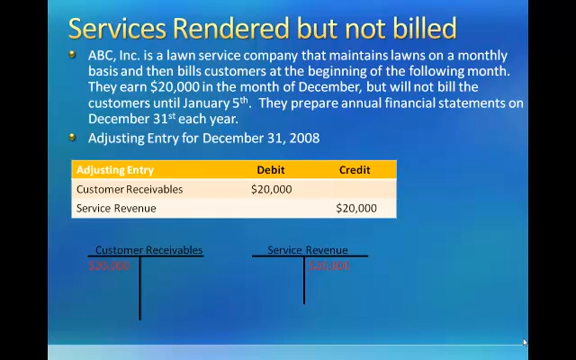 Services Rendered but not billed
ABC, Inc. is a lawn service company that maintains lawns on a monthly
basis and then bills customers at the beginning of the following month.
They earn $20,000 in the month of December, but will not bill the
customers until January 5th. They prepare annual financial statements on
December 31st each year.
Adjusting Entry for December 31, 2008
Adjusting Entry Debit Credit
Customer Receivables $20,000
Service Revenue $20,000
Customer Receivables Service Revenue
$20,000 $20,000